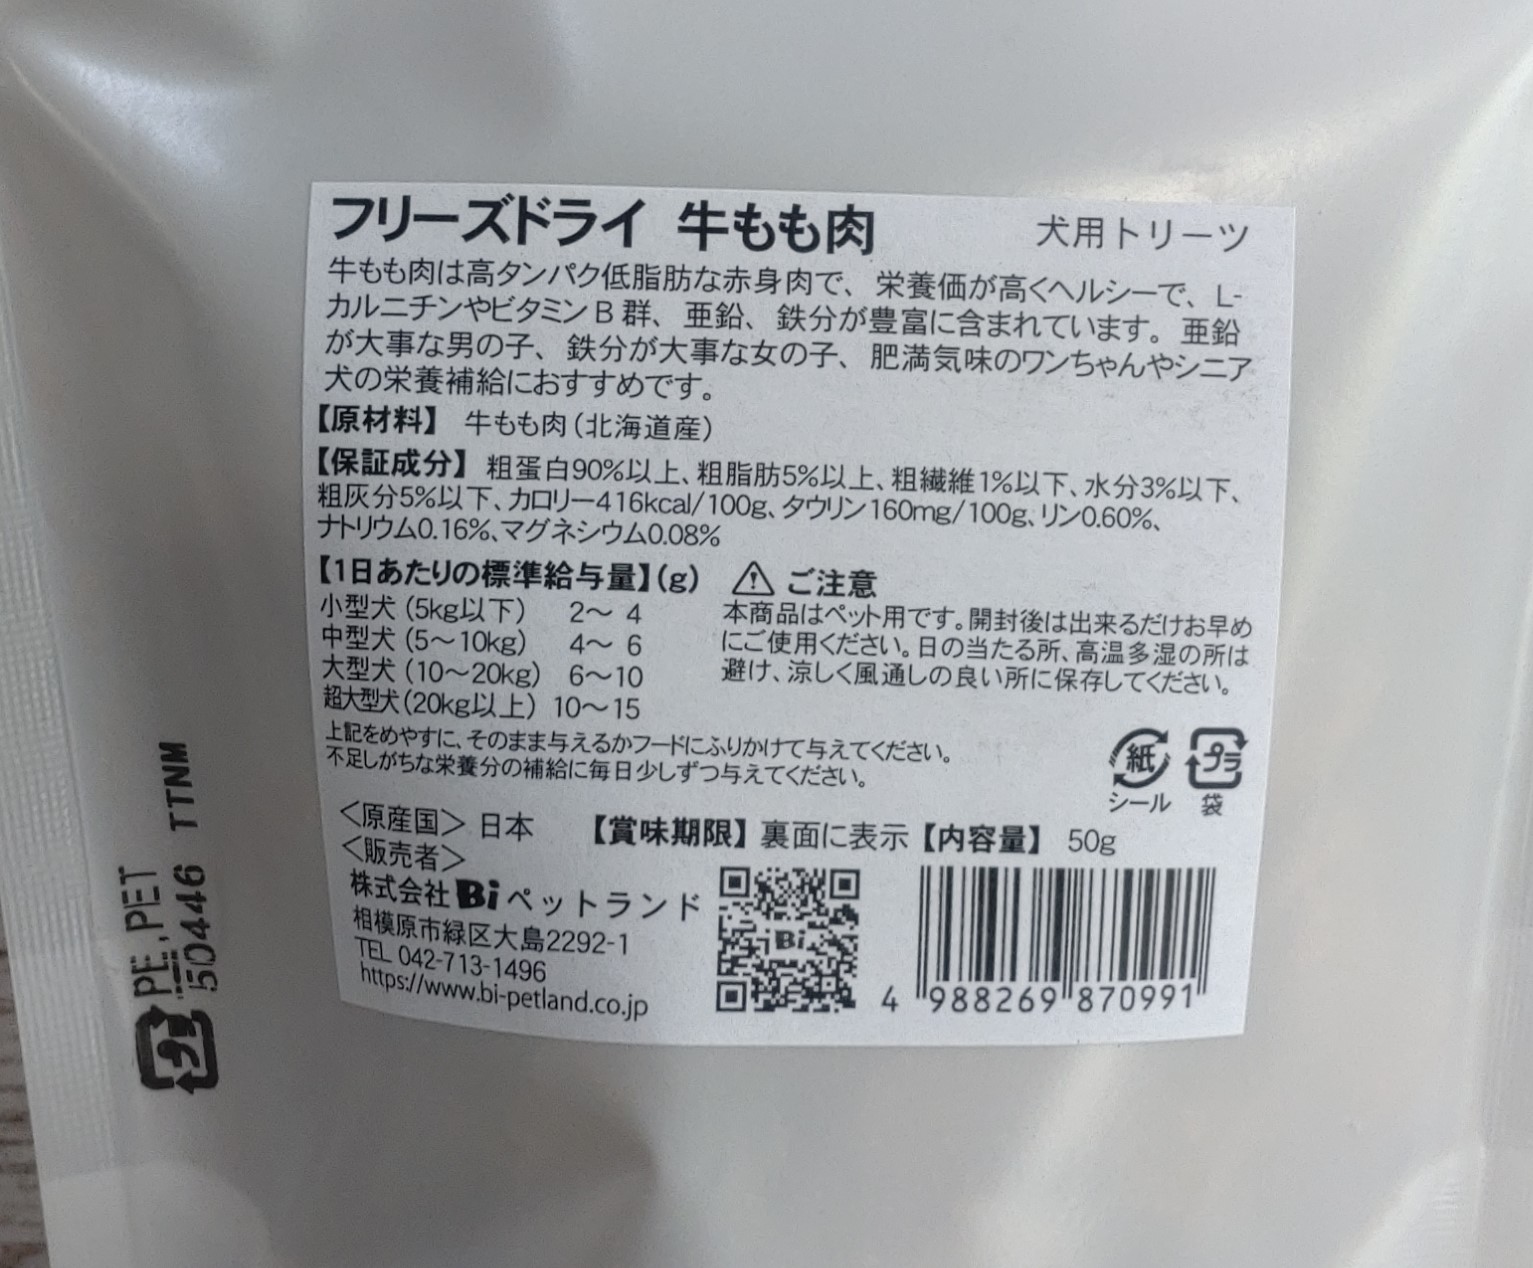 フリーズドライ 牛もも肉 犬用トリーツ
牛もも肉は高タンパク低脂肪な赤身肉で、栄養価が高くヘルシーで、L-
カルニチンやビタミンB群、亜鉛、鉄分が豊富に含まれています。亜鉛
が大事な男の子、鉄分が大事な女の子、肥満気味のワンちゃんやシニア
犬の栄養補給におすすめです。
【原材料】 牛もも肉(北海道産)
【保証成分】粗蛋白90%以上、粗脂肪5%以上、粗繊維1%以下、水分3%以下、
粗灰分5%以下、カロリー416kcal/100g、タウリン160mg/100g、リン0.60%、
ナトリウム0.16%、マグネシウム0.08%
【1日あたりの標準給与量】(g)
小型犬(5kg以下) 2〜 4
中型犬(5〜10kg) 4〜 6
大型犬(10〜20kg) 6〜10
超大型犬(20kg以上) 10〜15
⚠ ご注意
本商品はペット用です。開封後は出来るだけお早め
にご使用ください。日の当たる所、高温多湿の所は
避け、涼しく風通しの良い所に保存してください。
上記をめやすに、そのまま与えるかフードにふりかけて与えてください。
不足しがちな栄養分の補給に毎日少しずつ与えてください。
紙
シール
プラ
袋
<原産国> 日本 【賞味期限】裏面に表示【内容量】 50g
<販売者>
株式会社Biペットランド
相模原市緑区大島2292-1
TEL 042-713-1496
https://www.bi-petland.co.jp
Bi
4 988269 870991
プラ
PE,PET
50446 TTNM